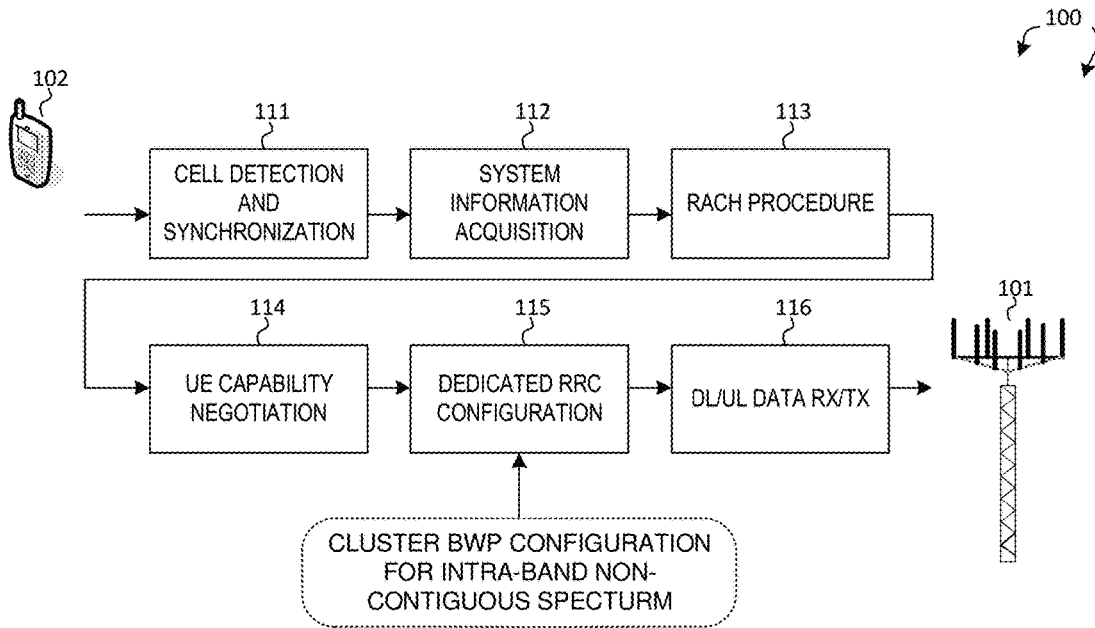 100
102
111
112
113
CELL DETECTION
AND
SYNCHRONIZATION
SYSTEM
INFORMATION
ACQUISITION
RACH PROCEDURE
101
114
115
116
UE CAPABILITY
NEGOTIATION
DEDICATED RRC
CONFIGURATION
DL/UL DATA RX/TX
CLUSTER BWP CONFIGURATION
FOR INTRA-BAND NON-
CONTIGUOUS SPECTURM